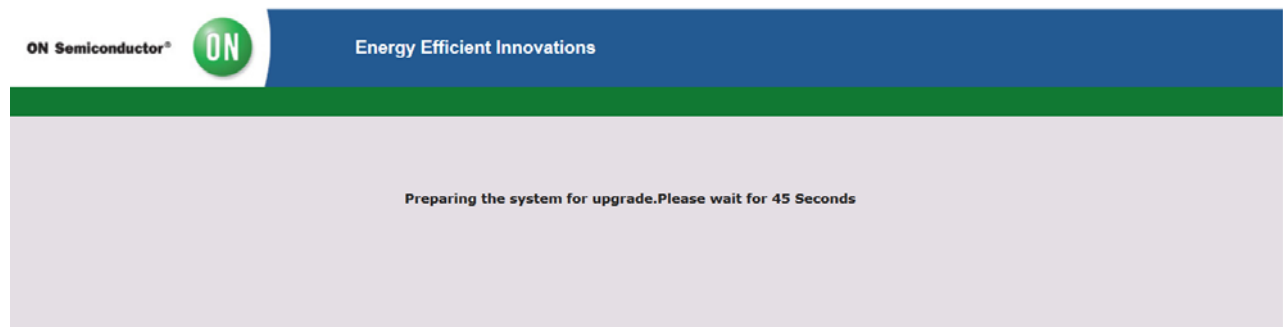 ON Semiconductor®
ON
Energy Efficient Innovations
Preparing the system for upgrade.Please wait for 45 Seconds